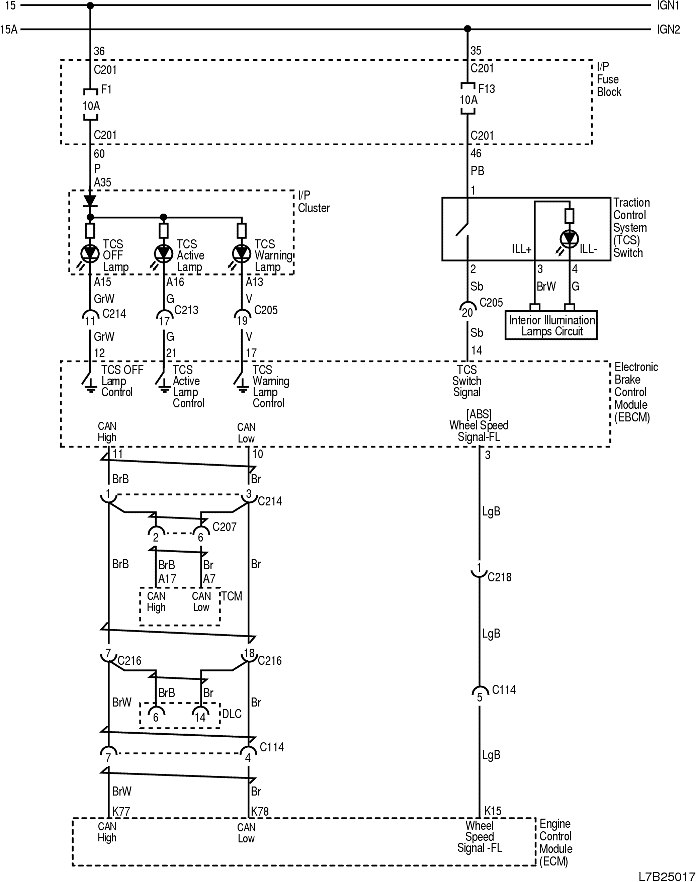 15 IGN1
15A IGN2
36 35
C201 C201
I/P
Fuse
Block
F1 F13
10A 10A
C201 C201
60 46
P PB
A35 1
I/P
Cluster
Traction
Control
System
(TCS)
Switch
TCS
OFF
Lamp
TCS
Active
Lamp
TCS
Warning
Lamp
ILL+ ILL-
A15 A16 A13 2 3 4
GrW G V Sb BrW G
11 C214 17 C213 19 C205 20 C205
Interior Illumination
Lamps Circuit
GrW G V Sb
12 21 17 14
TCS OFF
Lamp
Control
TCS
Active
Lamp Control
TCS
Warning
Lamp Control
TCS
Switch
Signal
Electronic
Brake
Control
Module
(EBCM)
CAN
High
CAN
Low
[ABS]
Wheel Speed
Signal-FL
11 10 3
BrB Br
1 3 C214
LgB
2 6 C207
BrB BrB Br Br
A17 A7
CAN
High
CAN
Low
TCM
1 C218
LgB
7 C216 18 C216
BrB Br
BrW Br
6 14 DLC
C114
5
7 4 C114
LgB
BrW Br
K77 K78 K15
CAN
High
CAN
Low
Wheel
Speed
Signal -FL
Engine
Control
Module
(ECM)
L7B25017